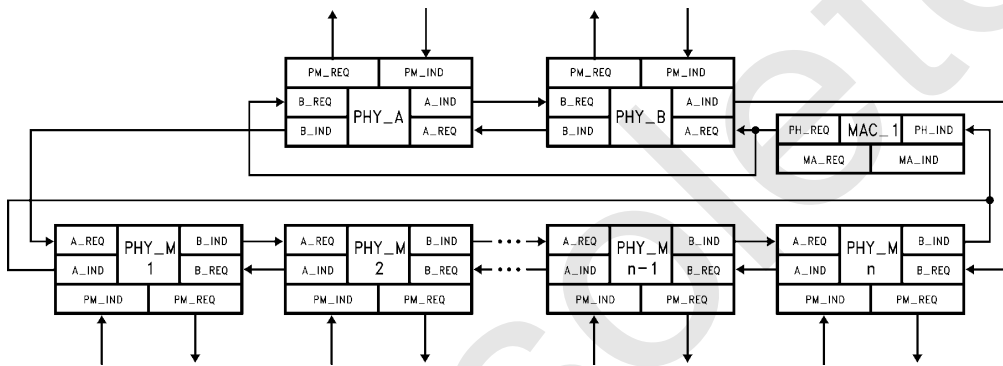 PM_REQ PM_IND PM_REQ PM_IND
B_REQ A_IND B_REQ A_IND
PHY_A PHY_B PH_REQ MAC_1 PH_IND
B_IND A_REQ B_IND A_REQ
MA_REQ MA_IND
A_REQ PHY_M B_IND A_REQ PHY_M B_IND ••• A_REQ PHY_M B_IND A_REQ PHY_M B_IND
A_IND 1 B_REQ A_IND 2 B_REQ ••• A_IND n-1 B_REQ A_IND n B_REQ
PM_IND PM_REQ PM_IND PM_REQ PM_IND PM_REQ PM_IND PM_REQ